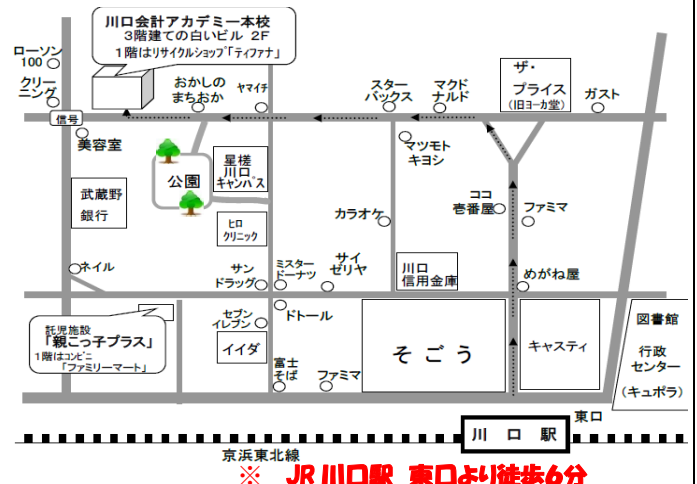 川口会計アカデミー本校
3階建ての白いビル 2F
1階はリサイクルショップ「ティファナ」
ローソン
100
クリー
ニング
おかしの
まちおか
ヤマイチ
スター
バックス
マクド
ナルド
ザ・
プライス
(旧ヨーカ堂)
ガスト
信号
美容室
マツモト
キヨシ
公園
星槎
川口
キャンパス
武蔵野
銀行
ココ
壱番屋
ファミマ
カラオケ
ヒロ
クリニック
ネイル
サン
ドラッグ
ミスター
ドーナツ
サイ
ゼリヤ
川口
信用金庫
めがね屋
託児施設
「親こっ子プラス」
1階はコンビニ
「ファミリーマート」
セブン
イレブン
ドトール
イイダ
そごう
キャスティ
図書館
行政
センター
(キュポラ)
富士
そば
ファミマ
川口駅
東口
京浜東北線
※ JR川口駅 東口より徒歩6分